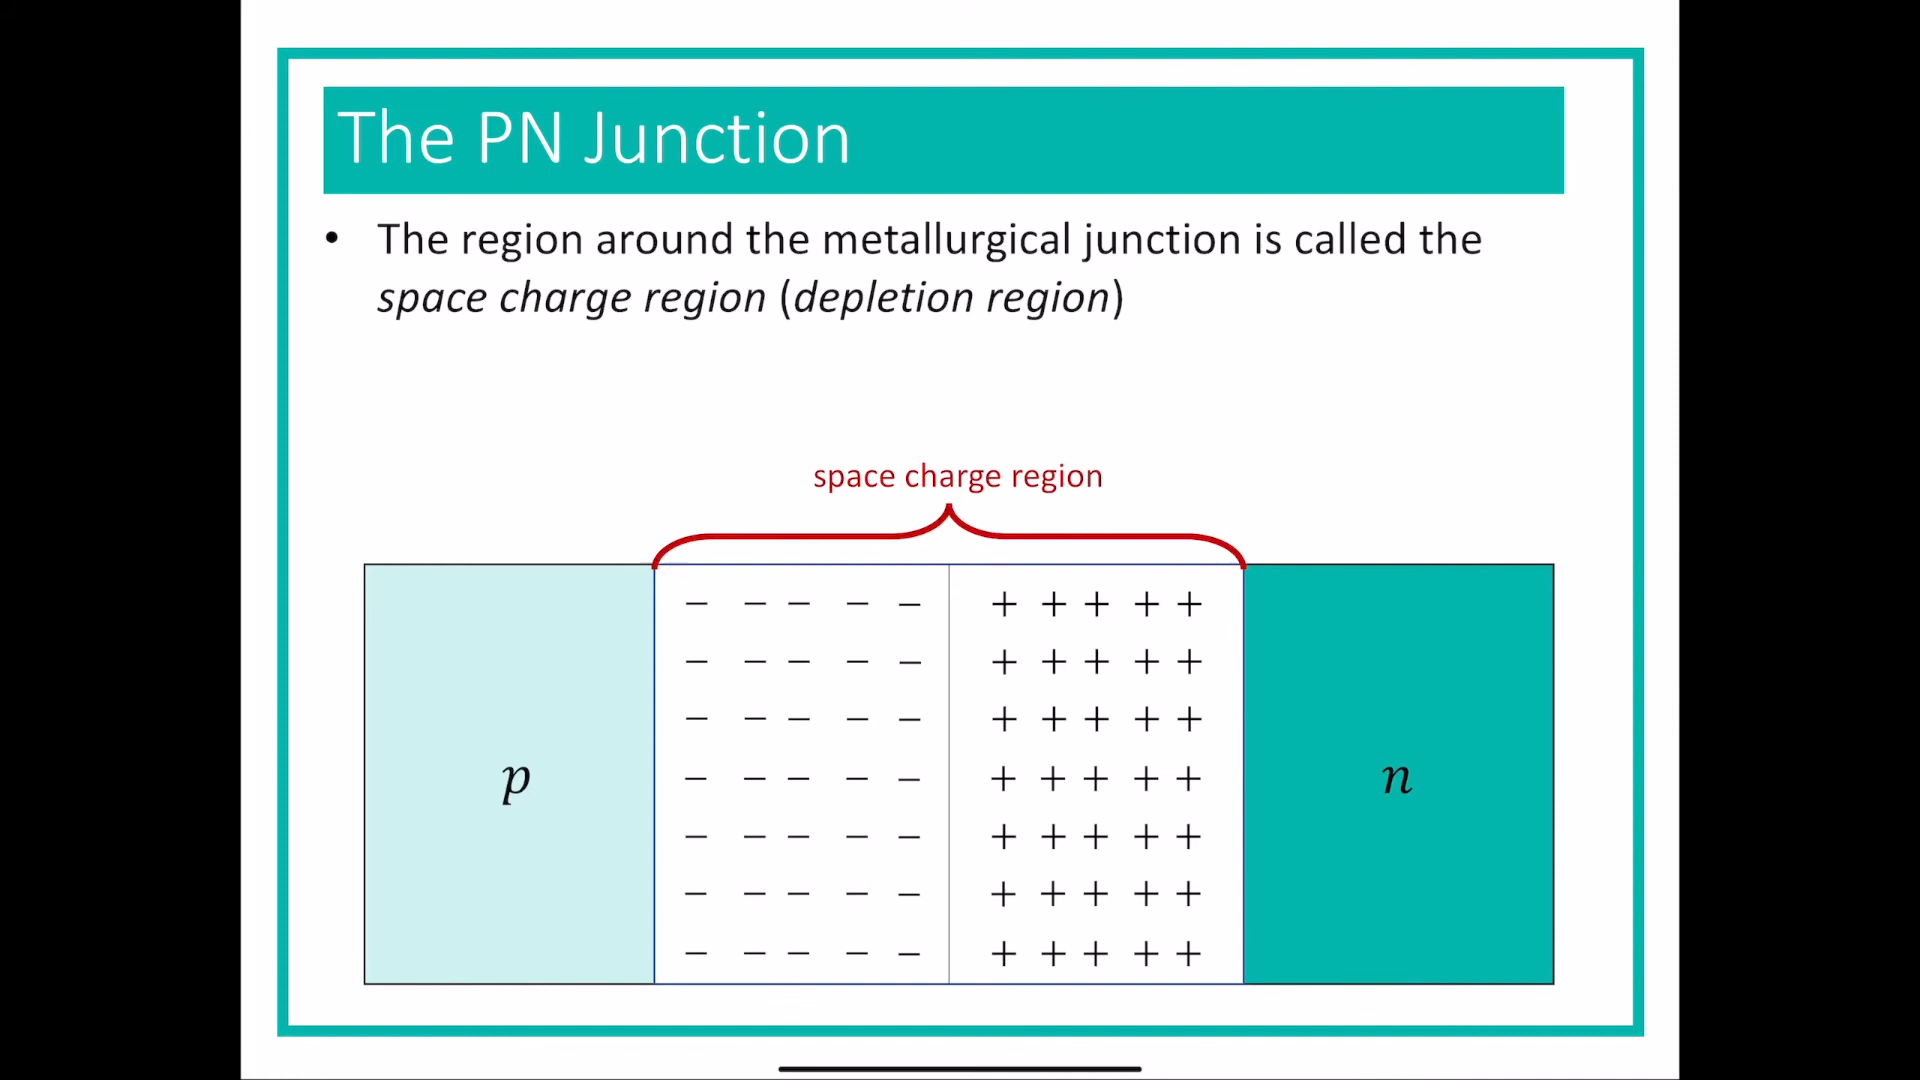 The PN Junction
• The region around the metallurgical junction is called the
space charge region (depletion region)
space charge region
− − − − − + + + + +
− − − − − + + + + +
− − − − − + + + + +
p − − − − − + + + + + n
− − − − − + + + + +
− − − − − + + + + +
− − − − − + + + + +